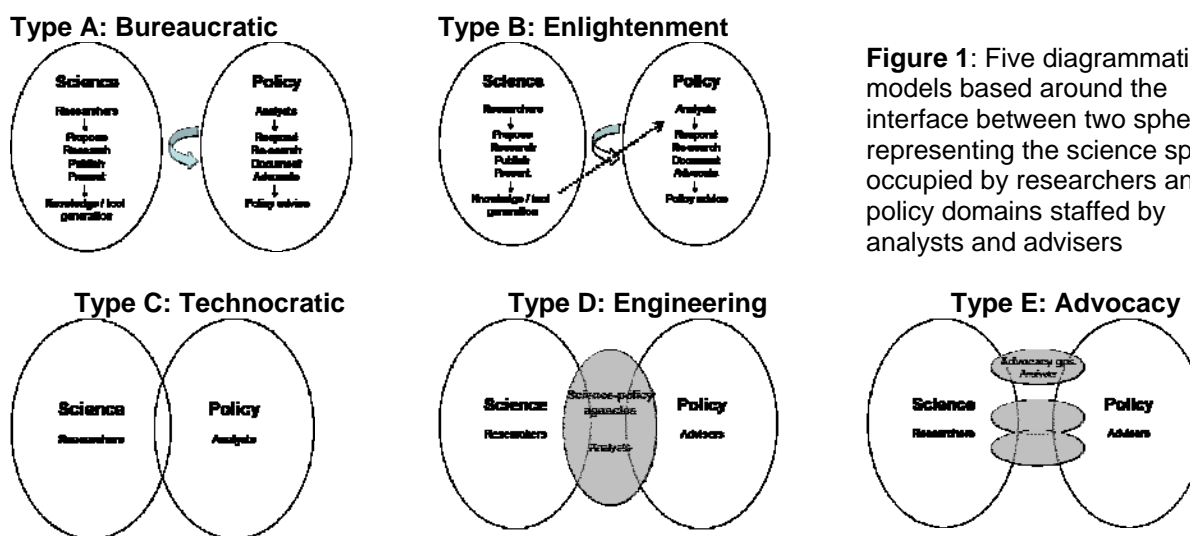 Type A: Bureaucratic
Science
Researchers
Propose
Research
Publish
Present
Knowledge / tool
generation
Policy
Analysts
Respond
Re-search
Document
Advocate
Policy advice
Type B: Enlightenment
Science
Researchers
Propose
Research
Publish
Present
Knowledge / tool
generation
Policy
Analysts
Respond
Re-search
Document
Advocate
Policy advice
Figure 1: Five diagrammati
models based around the
interface between two sphe
representing the science sp
occupied by researchers an
policy domains staffed by
analysts and advisers
Type C: Technocratic
Science
Researchers
Policy
Analysts
Type D: Engineering
Science
Researchers
Science-policy
agencies
Analysts
Policy
Advisers
Type E: Advocacy
Science
Researchers
Advocacy gps
Policy
Advisers